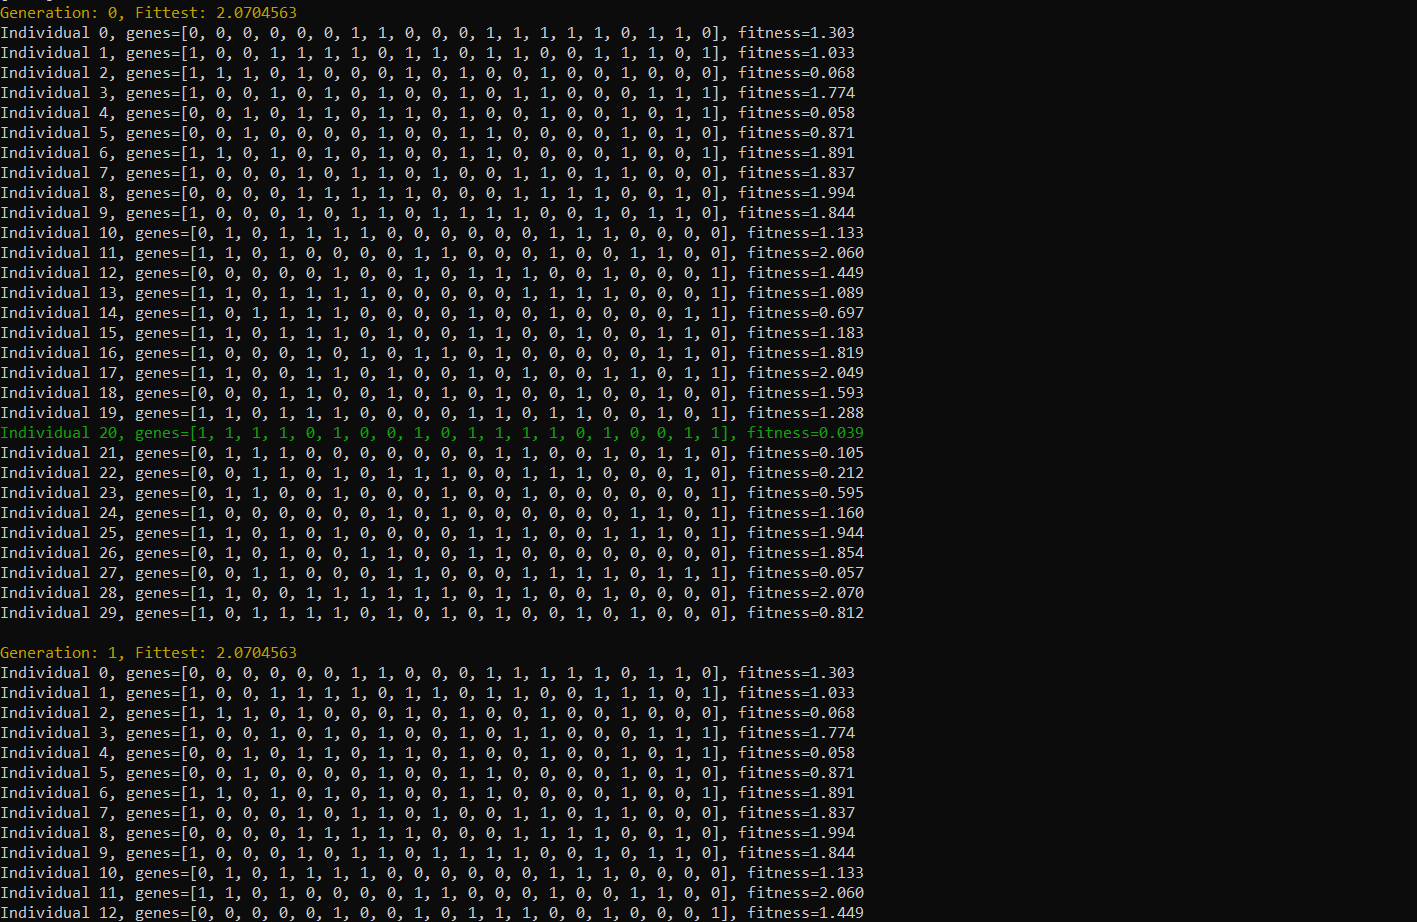 Generation: 0, Fittest: 2.0704563
Individual 0, genes=[0, 0, 0, 0, 0, 0, 1, 1, 0, 0, 0, 1, 1, 1, 1, 1, 0, 1, 1, 0], fitness=1.303
Individual 1, genes=[1, 0, 0, 1, 1, 1, 1, 0, 1, 1, 0, 1, 1, 0, 0, 1, 1, 1, 0, 1], fitness=1.033
Individual 2, genes=[1, 1, 1, 0, 1, 0, 0, 0, 1, 0, 1, 0, 0, 1, 0, 0, 1, 0, 0, 0], fitness=0.068
Individual 3, genes=[1, 0, 0, 1, 0, 1, 0, 1, 0, 0, 1, 0, 1, 1, 0, 0, 0, 1, 1, 1], fitness=1.774
Individual 4, genes=[0, 0, 1, 0, 1, 1, 0, 1, 1, 0, 1, 0, 0, 1, 0, 0, 1, 0, 1, 1], fitness=0.058
Individual 5, genes=[0, 0, 1, 0, 0, 0, 0, 1, 0, 0, 1, 1, 0, 0, 0, 0, 1, 0, 1, 0], fitness=0.871
Individual 6, genes=[1, 1, 0, 1, 0, 1, 0, 1, 0, 0, 1, 1, 0, 0, 0, 0, 1, 0, 0, 1], fitness=1.891
Individual 7, genes=[1, 0, 0, 0, 1, 0, 1, 1, 0, 1, 0, 0, 1, 1, 0, 1, 1, 0, 0, 0], fitness=1.837
Individual 8, genes=[0, 0, 0, 0, 1, 1, 1, 1, 1, 0, 0, 0, 1, 1, 1, 1, 0, 0, 1, 0], fitness=1.994
Individual 9, genes=[1, 0, 0, 0, 1, 0, 1, 1, 0, 1, 1, 1, 1, 0, 0, 1, 0, 1, 1, 0], fitness=1.844
Individual 10, genes=[0, 1, 0, 1, 1, 1, 1, 0, 0, 0, 0, 0, 0, 1, 1, 1, 0, 0, 0, 0], fitness=1.133
Individual 11, genes=[1, 1, 0, 1, 0, 0, 0, 0, 1, 1, 0, 0, 0, 1, 0, 0, 1, 1, 0, 0], fitness=2.060
Individual 12, genes=[0, 0, 0, 0, 0, 1, 0, 0, 1, 0, 1, 1, 1, 0, 0, 1, 0, 0, 0, 1], fitness=1.449
Individual 13, genes=[1, 1, 0, 1, 1, 1, 1, 0, 0, 0, 0, 0, 1, 1, 1, 1, 0, 0, 0, 1], fitness=1.089
Individual 14, genes=[1, 0, 1, 1, 1, 1, 0, 0, 0, 0, 1, 0, 0, 1, 0, 0, 0, 0, 1, 1], fitness=0.697
Individual 15, genes=[1, 1, 0, 1, 1, 1, 0, 1, 0, 0, 1, 1, 0, 0, 1, 0, 0, 1, 1, 0], fitness=1.183
Individual 16, genes=[1, 0, 0, 0, 1, 0, 1, 0, 1, 1, 0, 1, 0, 0, 0, 0, 0, 1, 1, 0], fitness=1.819
Individual 17, genes=[1, 1, 0, 0, 1, 1, 0, 1, 0, 0, 1, 0, 1, 0, 0, 1, 1, 0, 1, 1], fitness=2.049
Individual 18, genes=[0, 0, 0, 1, 1, 0, 0, 1, 0, 1, 0, 1, 0, 1, 0, 0, 1, 0, 0], fitness=1.593
Individual 19, genes=[1, 1, 0, 1, 1, 1, 0, 0, 0, 0, 1, 1, 0, 1, 1, 0, 0, 1, 0, 1], fitness=1.288
Individual 20, genes=[1, 1, 1, 1, 0, 1, 0, 0, 1, 0, 1, 1, 1, 1, 0, 1, 0, 0, 1, 1], fitness=0.039
Individual 21, genes=[0, 1, 1, 1, 0, 0, 0, 0, 0, 0, 0, 1, 1, 0, 0, 1, 0, 1, 1, 0], fitness=0.105
Individual 22, genes=[0, 0, 1, 1, 0, 1, 0, 1, 1, 1, 0, 0, 1, 1, 1, 0, 0, 0, 1, 0], fitness=0.212
Individual 23, genes=[0, 1, 1, 0, 0, 1, 0, 0, 0, 1, 0, 0, 1, 0, 0, 0, 0, 0, 0, 1], fitness=0.595
Individual 24, genes=[1, 0, 0, 0, 0, 0, 0, 1, 0, 1, 0, 0, 0, 0, 0, 0, 1, 1, 0, 1], fitness=1.160
Individual 25, genes=[1, 1, 0, 1, 0, 1, 0, 0, 0, 0, 1, 1, 1, 0, 0, 1, 1, 1, 0, 1], fitness=1.944
Individual 26, genes=[0, 1, 0, 1, 0, 0, 1, 1, 0, 0, 1, 1, 0, 0, 0, 0, 0, 0, 0, 0], fitness=1.854
Individual 27, genes=[0, 0, 1, 1, 0, 0, 0, 1, 1, 0, 0, 0, 1, 1, 1, 1, 0, 1, 1, 1], fitness=0.057
Individual 28, genes=[1, 1, 0, 0, 1, 1, 1, 1, 1, 1, 0, 1, 1, 0, 0, 1, 0, 0, 0, 0], fitness=2.070
Individual 29, genes=[1, 0, 1, 1, 1, 1, 0, 1, 0, 1, 0, 1, 0, 0, 1, 0, 1, 0, 0, 0], fitness=0.812
Generation: 1, Fittest: 2.0704563
Individual 0, genes=[0, 0, 0, 0, 0, 0, 1, 1, 0, 0, 0, 1, 1, 1, 1, 1, 0, 1, 1, 0], fitness=1.303
Individual 1, genes=[1, 0, 0, 1, 1, 1, 1, 0, 1, 1, 0, 1, 1, 0, 0, 1, 1, 1, 0, 1], fitness=1.033
Individual 2, genes=[1, 1, 1, 0, 1, 0, 0, 0, 1, 0, 1, 0, 0, 1, 0, 0, 1, 0, 0, 0], fitness=0.068
Individual 3, genes=[1, 0, 0, 1, 0, 1, 0, 1, 0, 0, 1, 0, 1, 1, 0, 0, 0, 1, 1, 1], fitness=1.774
Individual 4, genes=[0, 0, 1, 0, 1, 1, 0, 1, 1, 0, 1, 0, 0, 1, 0, 0, 1, 0, 1, 1], fitness=0.058
Individual 5, genes=[0, 0, 1, 0, 0, 0, 0, 1, 0, 0, 1, 1, 0, 0, 0, 0, 1, 0, 1, 0], fitness=0.871
Individual 6, genes=[1, 1, 0, 1, 0, 1, 0, 1, 0, 0, 1, 1, 0, 0, 0, 0, 1, 0, 0, 1], fitness=1.891
Individual 7, genes=[1, 0, 0, 0, 1, 0, 1, 1, 0, 1, 0, 0, 1, 1, 0, 1, 1, 0, 0, 0], fitness=1.837
Individual 8, genes=[0, 0, 0, 0, 1, 1, 1, 1, 1, 0, 0, 0, 1, 1, 1, 1, 0, 0, 1, 0], fitness=1.994
Individual 9, genes=[1, 0, 0, 0, 1, 0, 1, 1, 0, 1, 1, 1, 1, 0, 0, 1, 0, 1, 1, 0], fitness=1.844
Individual 10, genes=[0, 1, 0, 1, 1, 1, 1, 0, 0, 0, 0, 0, 0, 1, 1, 1, 0, 0, 0, 0], fitness=1.133
Individual 11, genes=[1, 1, 0, 1, 0, 0, 0, 0, 1, 1, 0, 0, 0, 1, 0, 0, 1, 1, 0, 0], fitness=2.060
Individual 12, genes=[0, 0, 0, 0, 0, 1, 0, 0, 1, 0, 1, 1, 1, 0, 0, 1, 0, 0, 0, 1], fitness=1.449